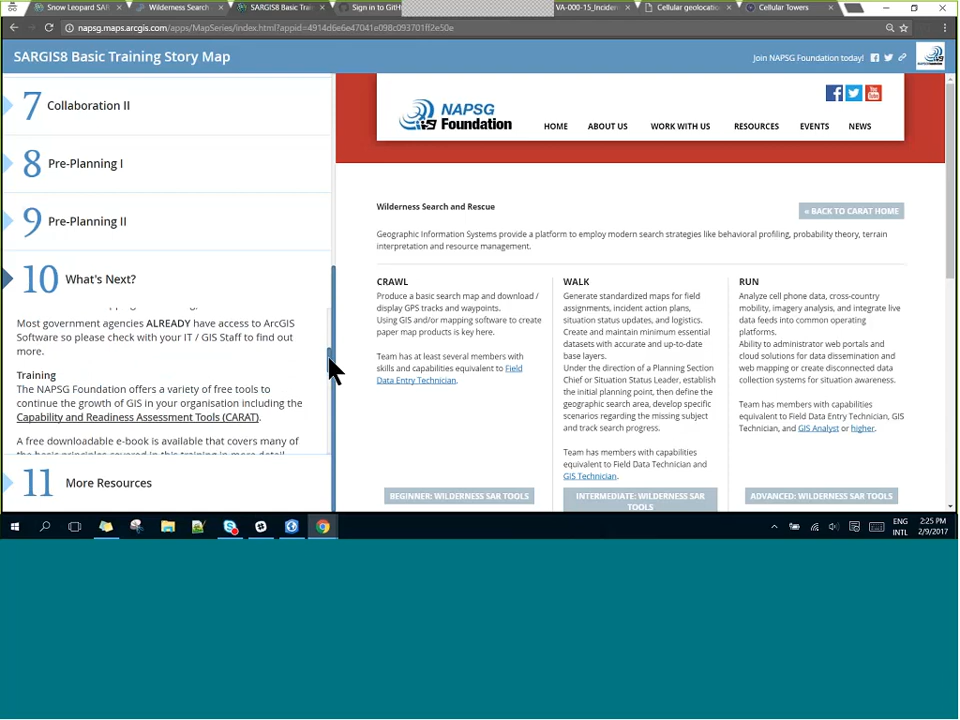 Snow Leopard SAR
Wilderness Search
SARGIS8 Basic Trai
Sign in to GitH
VA-000-15_Inciden
Cellular geolocati
Cellular Towers
napsg.maps.arcgis.com/apps/MapSeries/index.html?appid=4914d6e6e47041e098c093701ff2e50e
SARGIS8 Basic Training Story Map
Join NAPSG Foundation today!
7 Collaboration II
8 Pre-Planning I
9 Pre-Planning II
10 What's Next?
Most government agencies ALREADY have access to ArcGIS
Software so please check with your IT / GIS Staff to find out
more.
Training
The NAPSG Foundation offers a variety of free tools to
continue the growth of GIS in your organisation including the
Capability and Readiness Assessment Tools (CARAT).
A free downloadable e-book is available that covers many of
the basic principles covered in this training in more detail
11 More Resources
NAPSG
Foundation
HOME ABOUT US WORK WITH US RESOURCES EVENTS NEWS
Wilderness Search and Rescue
« BACK TO CARAT HOME
Geographic Information Systems provide a platform to employ modern search strategies like behavioral profiling, probability theory, terrain
interpretation and resource management.
CRAWL
Produce a basic search map and download /
display GPS tracks and waypoints.
Using GIS and/or mapping software to create
paper map products is key here.
Team has at least several members with
skills and capabilities equivalent to Field
Data Entry Technician.
BEGINNER: WILDERNESS SAR TOOLS
WALK
Generate standardized maps for field
assignments, incident action plans,
situation status updates, and logistics.
Create and maintain minimum essential
datasets with accurate and up-to-date
base layers.
Under the direction of a Planning Section
Chief or Situation Status Leader, establish
the initial planning point, then define the
geographic search area, develop specific
scenarios regarding the missing subject
and track search progress.
Team has members with capabilities
equivalent to Field Data Technician and
GIS Technician.
INTERMEDIATE: WILDERNESS SAR
TOOLS
RUN
Analyze cell phone data, cross-country
mobility, imagery analysis, and integrate live
data feeds into common operating
platforms.
Ability to administrator web portals and
cloud solutions for data dissemination and
web mapping or create disconnected data
collection systems for situation awareness.
Team has members with capabilities
equivalent to Field Data Entry Technician, GIS
Technician, and GIS Analyst or higher.
ADVANCED: WILDERNESS SAR TOOLS
ENG
INTL
2:25 PM
2/9/2017